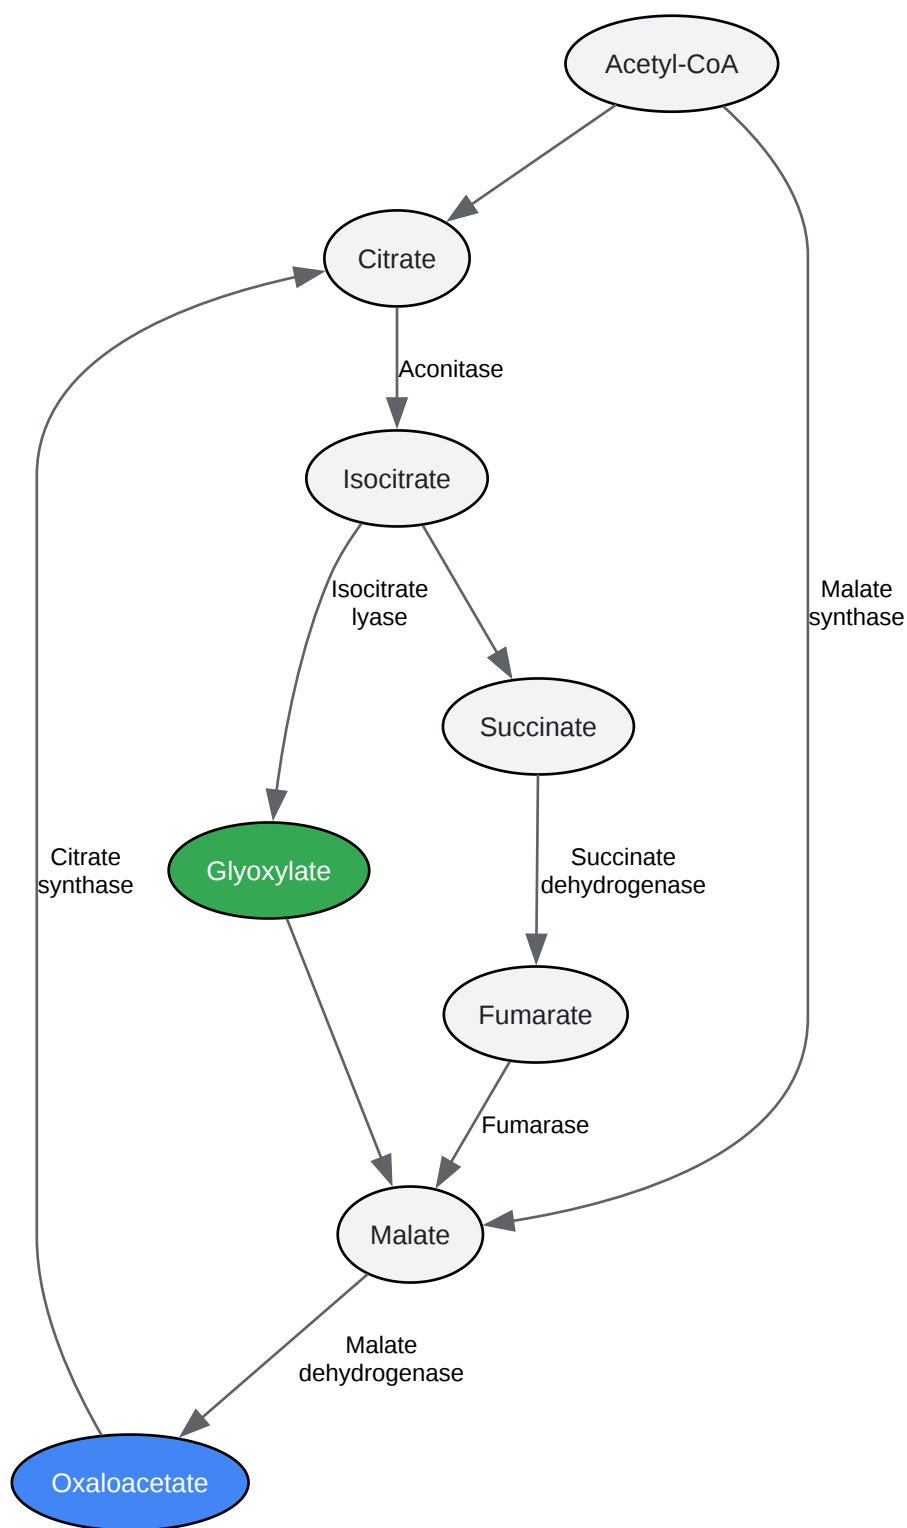 Acetyl-CoA
Citrate
Aconitase
Isocitrate
Isocitrate
lyase
Malate
synthase
Succinate
Citrate
synthase
Glyoxylate
Succinate
dehydrogenase
Fumarate
Fumarase
Malate
Malate
dehydrogenase
Oxaloacetate